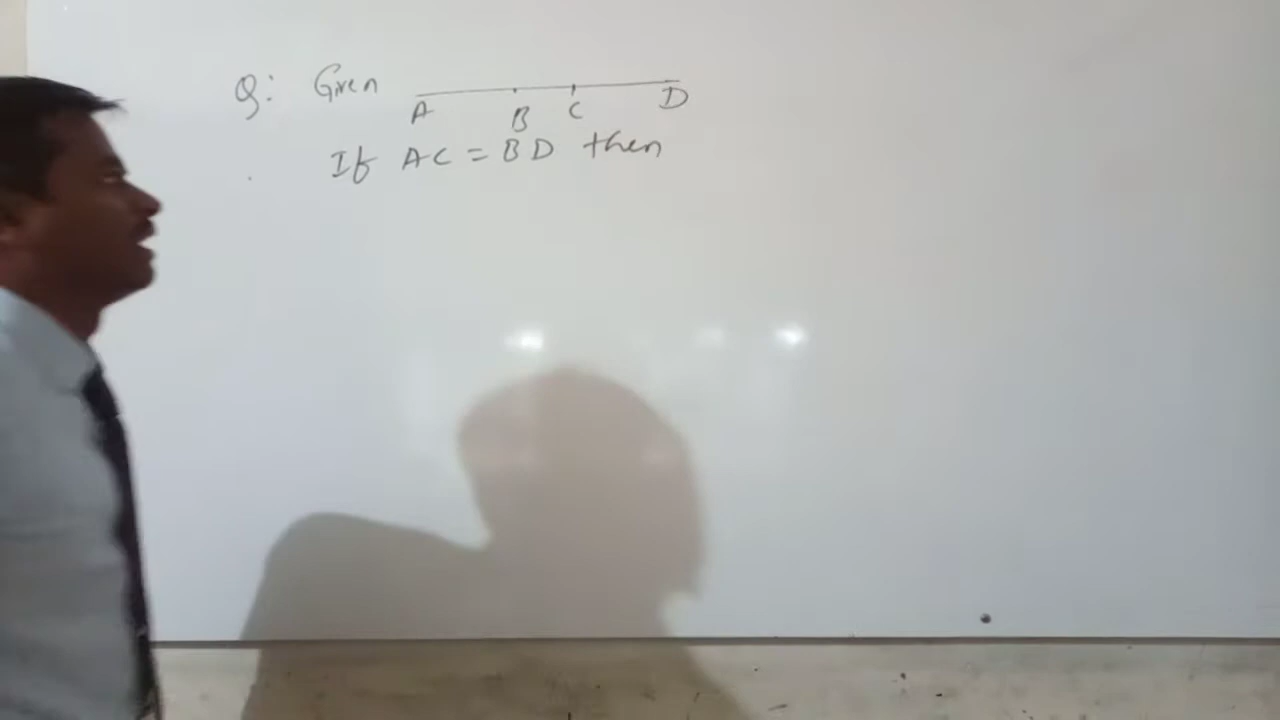 Q: Given
A B C D
If AC = BD then